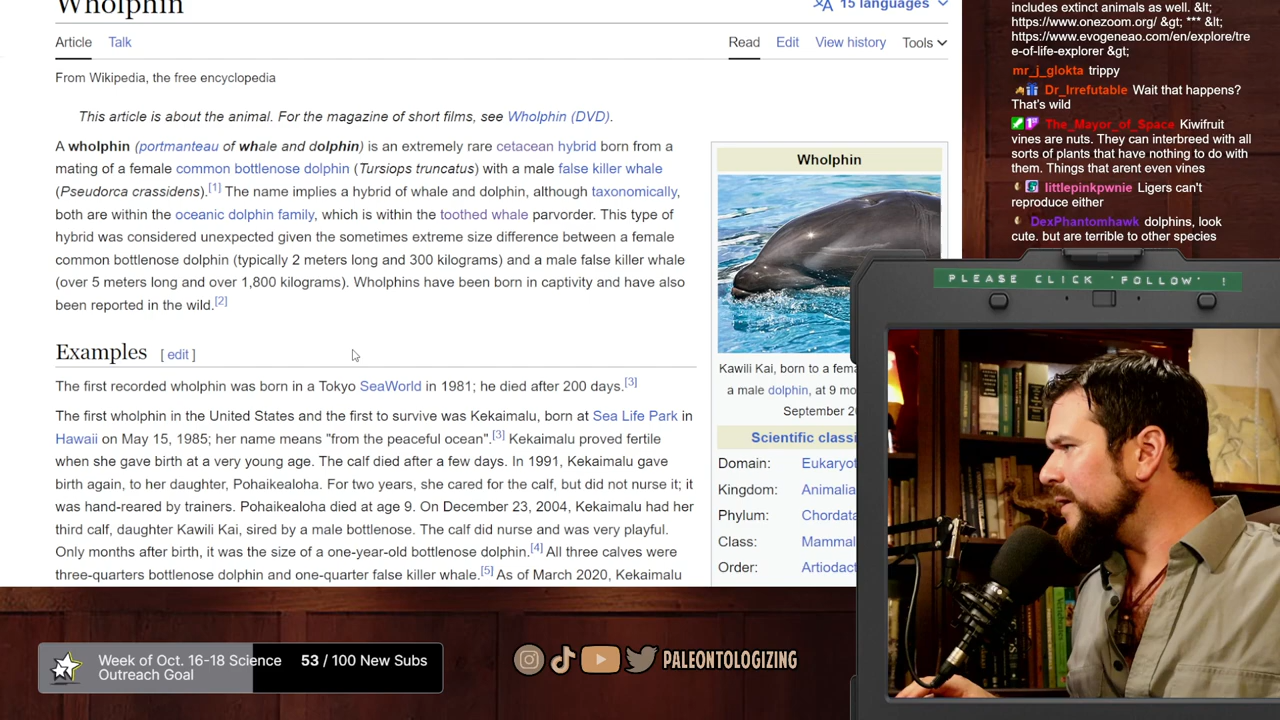 Wholphin
15 languages
Article Talk
Read Edit View history Tools
From Wikipedia, the free encyclopedia
This article is about the animal. For the magazine of short films, see Wholphin (DVD).
A wholphin (portmanteau of whale and dolphin) is an extremely rare cetacean hybrid born from a
mating of a female common bottlenose dolphin (Tursiops truncatus) with a male false killer whale
(Pseudorca crassidens).[1] The name implies a hybrid of whale and dolphin, although taxonomically,
both are within the oceanic dolphin family, which is within the toothed whale parvorder. This type of
hybrid was considered unexpected given the sometimes extreme size difference between a female
common bottlenose dolphin (typically 2 meters long and 300 kilograms) and a male false killer whale
(over 5 meters long and over 1,800 kilograms). Wholphins have been born in captivity and have also
been reported in the wild.[2]
Examples [ edit ]
The first recorded wholphin was born in a Tokyo SeaWorld in 1981; he died after 200 days.[3]
The first wholphin in the United States and the first to survive was Kekaimalu, born at Sea Life Park in
Hawaii on May 15, 1985; her name means "from the peaceful ocean".[3] Kekaimalu proved fertile
when she gave birth at a very young age. The calf died after a few days. In 1991, Kekaimalu gave
birth again, to her daughter, Pohaikealoha. For two years, she cared for the calf, but did not nurse it; it
was hand-reared by trainers. Pohaikealoha died at age 9. On December 23, 2004, Kekaimalu had her
third calf, daughter Kawili Kai, sired by a male bottlenose. The calf did nurse and was very playful.
Only months after birth, it was the size of a one-year-old bottlenose dolphin.[4] All three calves were
three-quarters bottlenose dolphin and one-quarter false killer whale.[5] As of March 2020, Kekaimalu
Wholphin
Kawili Kai, born to a fema
a male dolphin, at 9 mo
September 20
Scientific classi
Domain: Eukaryot
Kingdom: Animalia
Phylum: Chordata
Class: Mammal
Order: Artiodact
includes extinct animals as well. &lt;
https://www.onezoom.org/ &gt; *** &lt;
https://www.evogeneao.com/en/explore/tre
e-of-life-explorer &gt;
mr_j_glokta trippy
Dr_Irrefutable Wait that happens?
That's wild
The_Mayor_of_Space Kiwifruit
vines are nuts. They can interbreed with all
sorts of plants that have nothing to do with
them. Things that arent even vines
littlepinkpwnie Ligers can't
reproduce either
DexPhantomhawk dolphins, look
cute. but are terrible to other species
PLEASE CLICK 'FOLLOW' !
Week of Oct. 16-18 Science
Outreach Goal
53 / 100 New Subs
PALEONTOLOGIZING